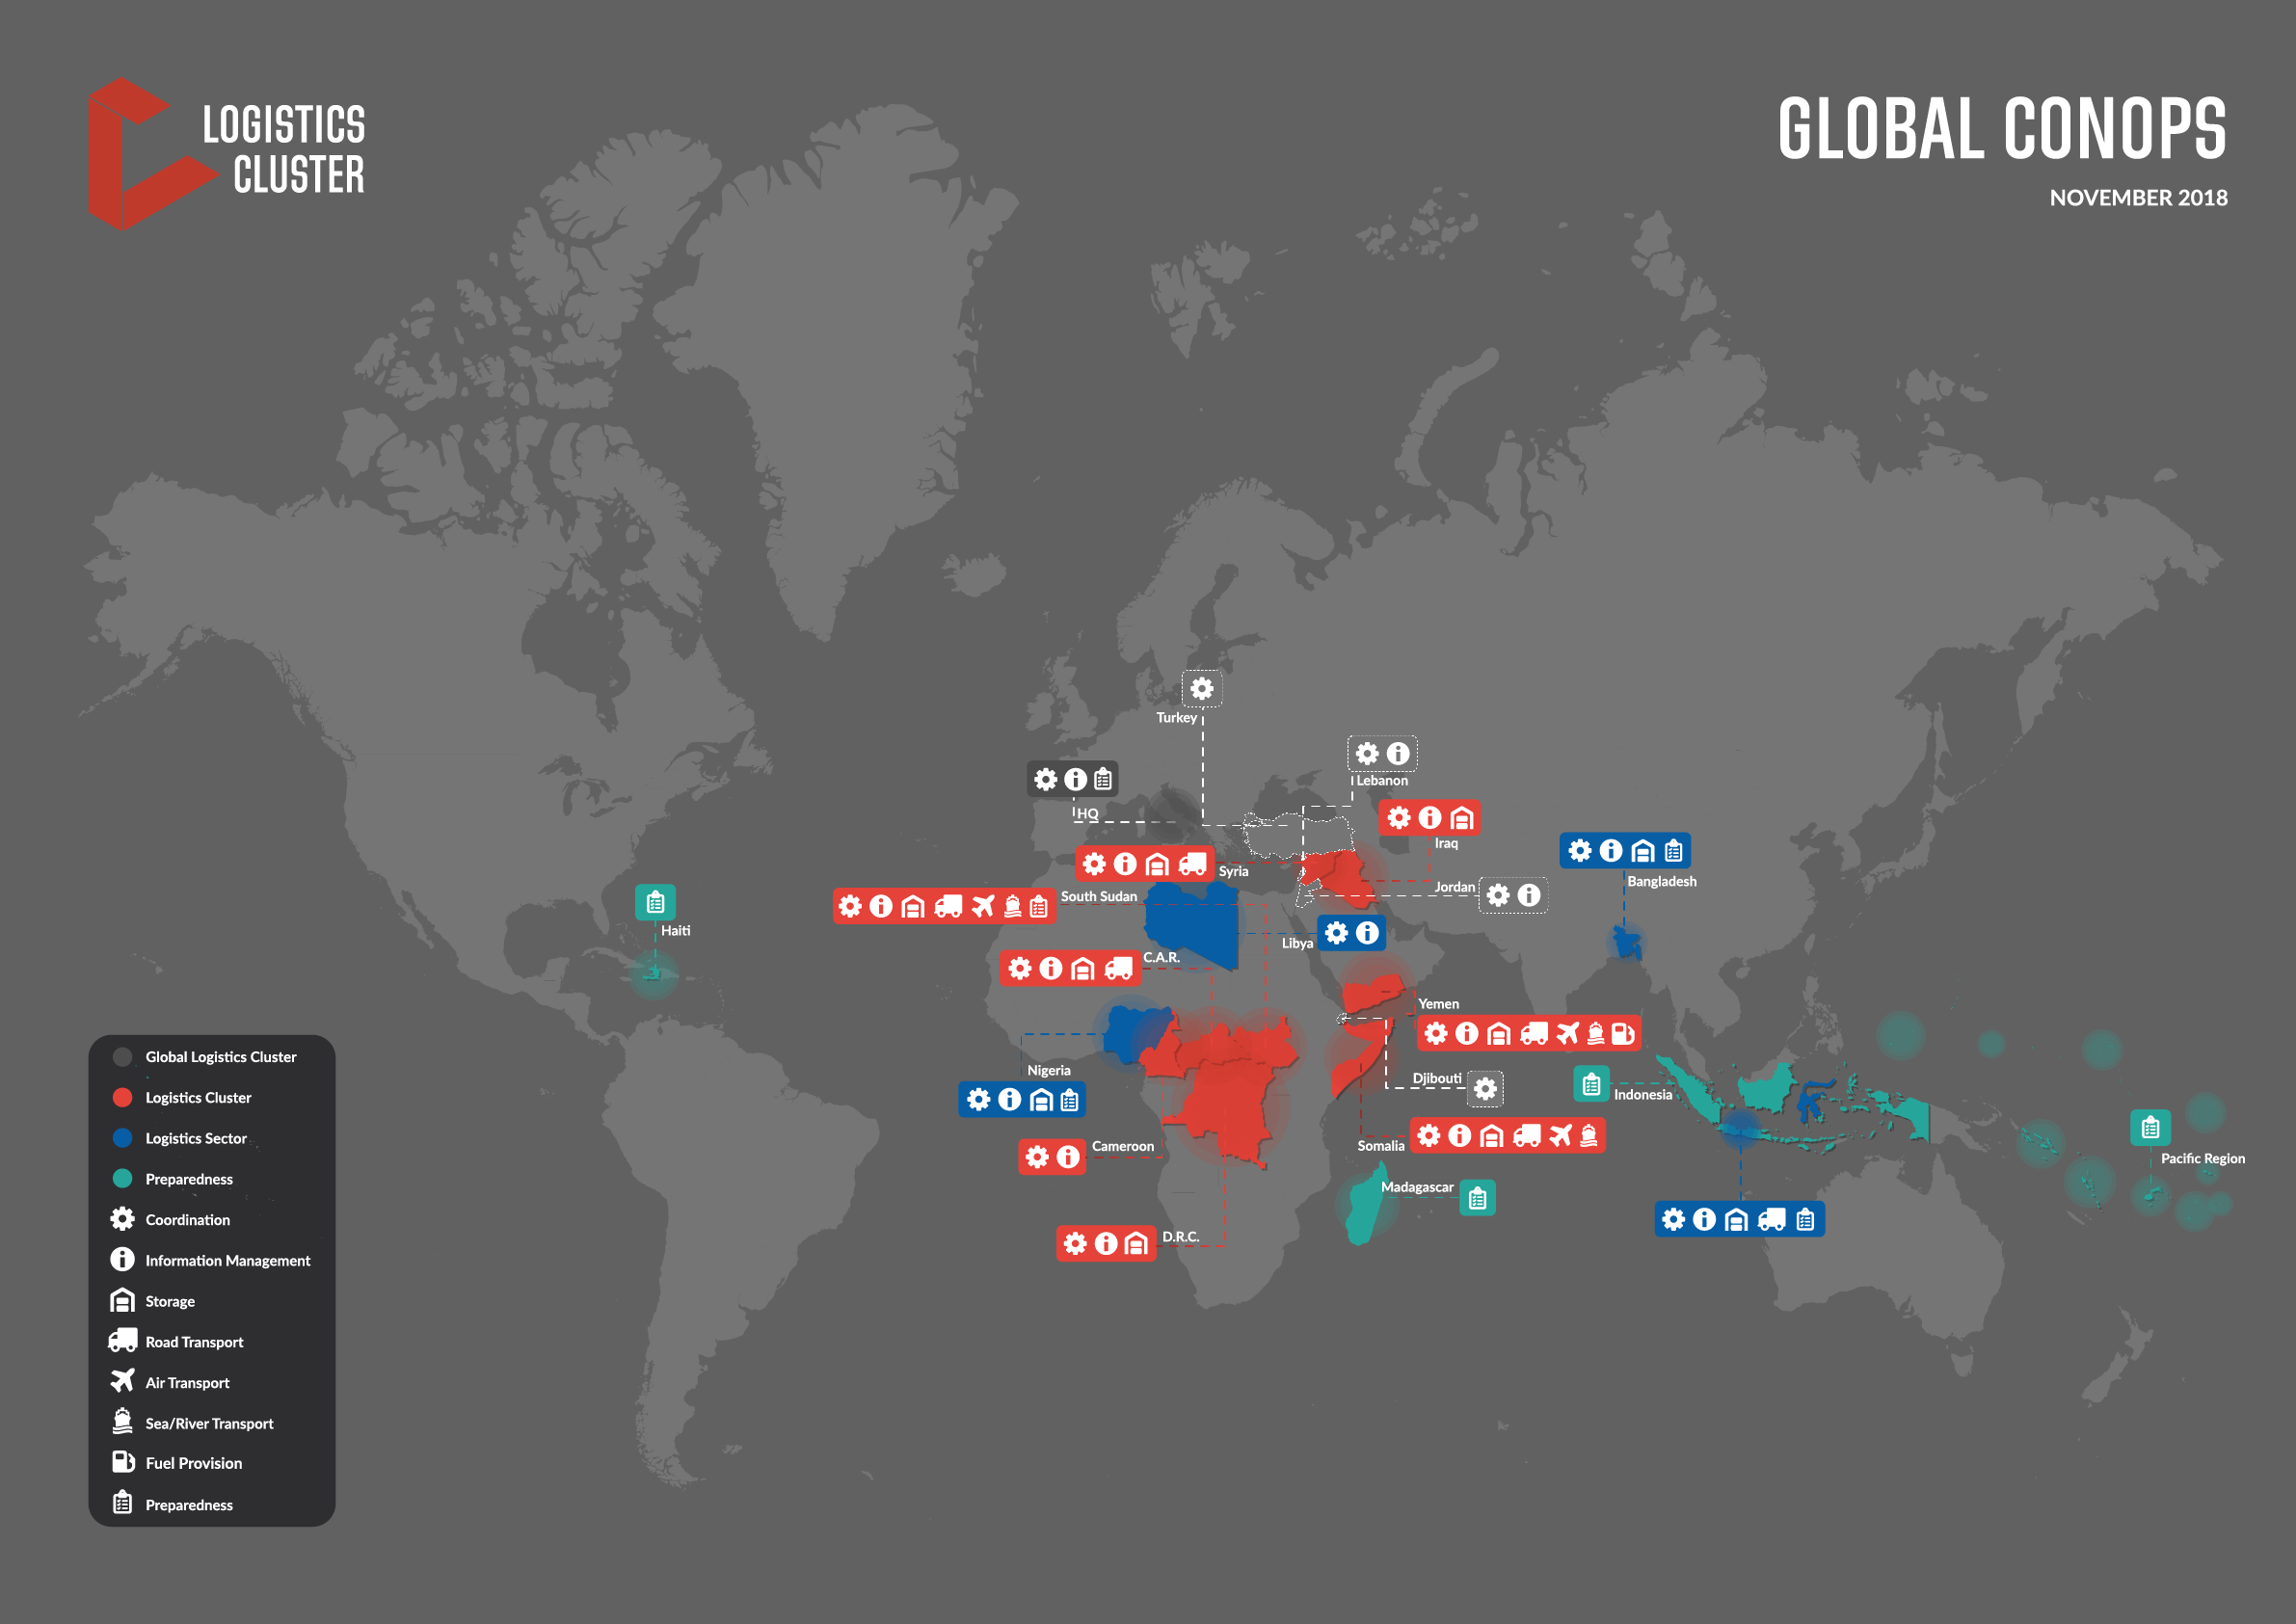 LOGISTICS
CLUSTER
GLOBAL CONOPS
NOVEMBER 2018
Turkey
Lebanon
HQ
Iraq
Syria
Bangladesh
Jordan
South Sudan
Haiti
Libya
C.A.R.
Yemen
Nigeria
Djibouti
Indonesia
Cameroon
Somalia
Pacific Region
Madagascar
D.R.C.
Global Logistics Cluster
Logistics Cluster
Logistics Sector
Preparedness
Coordination
Information Management
Storage
Road Transport
Air Transport
Sea/River Transport
Fuel Provision
Preparedness